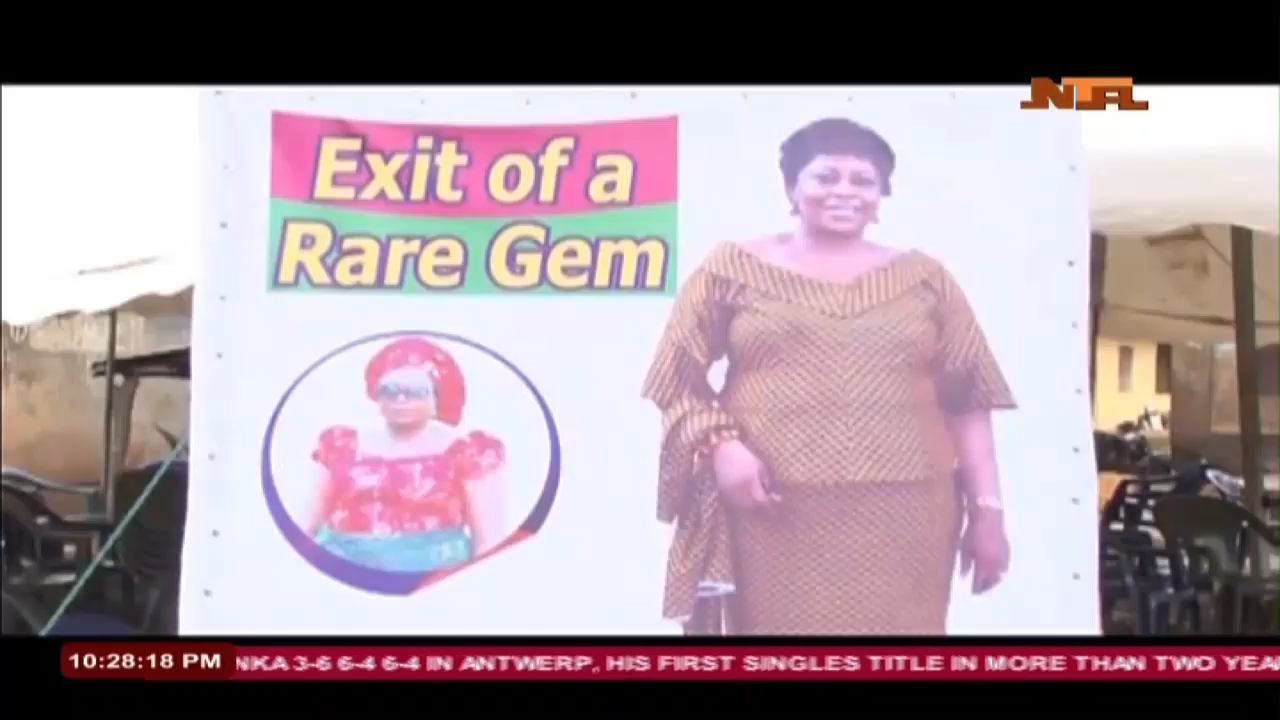 NTA
Exit of a
Rare Gem
10:28:18 PM
NKA 3-6 6-4 6-4 IN ANTWERP, HIS FIRST SINGLES TITLE IN MORE THAN TWO YEA